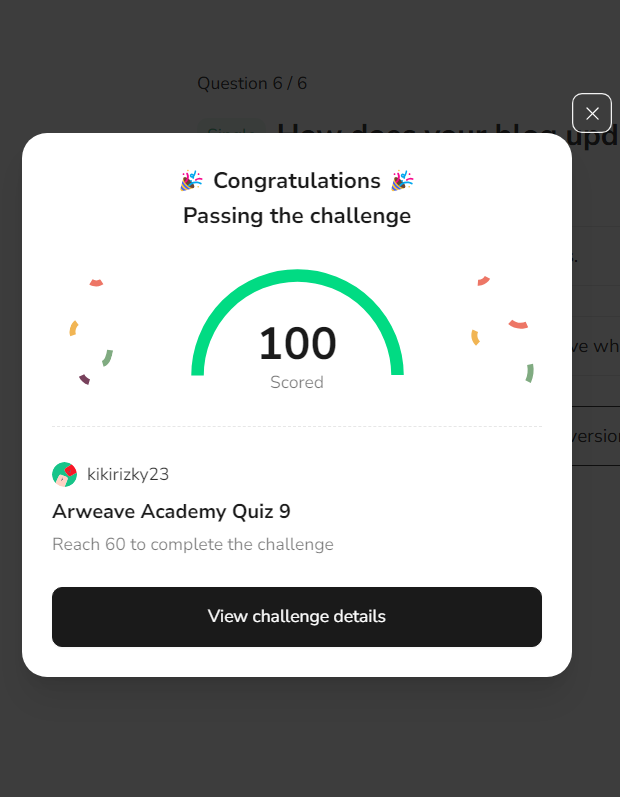 Question 6 / 6
Single How does your blog upd
Congratulations
Passing the challenge
s.
ve wh
100
Scored
version
kikirizky23
Arweave Academy Quiz 9
Reach 60 to complete the challenge
View challenge details